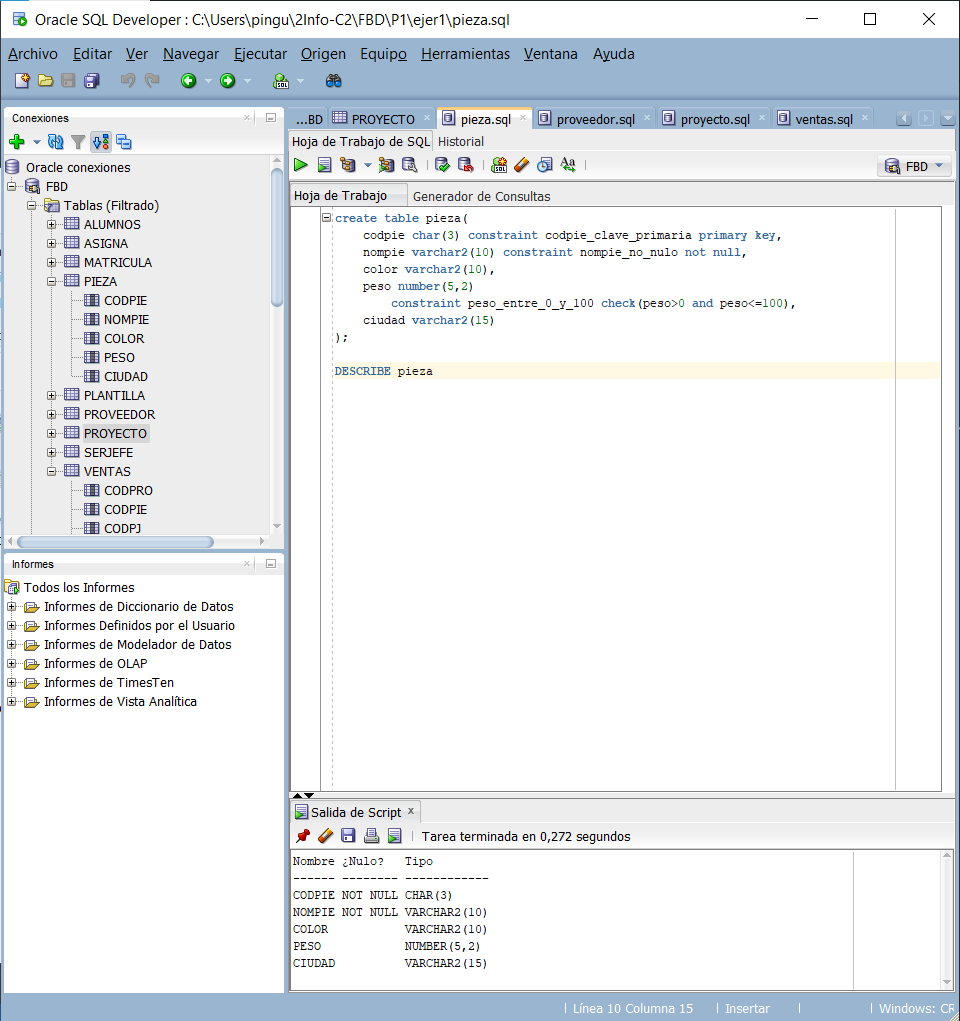 Oracle SQL Developer : C:\Users\pingu\2Info-C2\FBD\P1\ejer1\pieza.sql
Archivo Editar Ver Navegar Ejecutar Origen Equipo Herramientas Ventana Ayuda
Conexiones
Oracle conexiones
FBD
Tablas (Filtrado)
ALUMNOS
ASIGNA
MATRICULA
PIEZA
CODPIE
NOMPIE
COLOR
PESO
CIUDAD
PLANTILLA
PROVEEDOR
PROYECTO
SERJEFE
VENTAS
CODPRO
CODPIE
CODPJ
Informes
Todos los Informes
Informes de Diccionario de Datos
Informes Definidos por el Usuario
Informes de Modelador de Datos
Informes de OLAP
Informes de TimesTen
Informes de Vista Analítica
...BD PROYECTO pieza.sql proveedor.sql proyecto.sql ventas.sql
Hoja de Trabajo de SQL Historial
FBD
Hoja de Trabajo Generador de Consultas
create table pieza(
codpie char(3) constraint codpie_clave_primaria primary key,
nompie varchar2(10) constraint nompie_no_nulo not null,
color varchar2(10),
peso number(5,2)
constraint peso_entre_0_y_100 check(peso>0 and peso<=100),
ciudad varchar2(15)
);
DESCRIBE pieza
Salida de Script
Tarea terminada en 0,272 segundos
Nombre ¿Nulo? Tipo
------ -------- ------------
CODPIE NOT NULL CHAR(3)
NOMPIE NOT NULL VARCHAR2(10)
COLOR VARCHAR2(10)
PESO NUMBER(5,2)
CIUDAD VARCHAR2(15)
Línea 10 Columna 15 Insertar Windows: CR